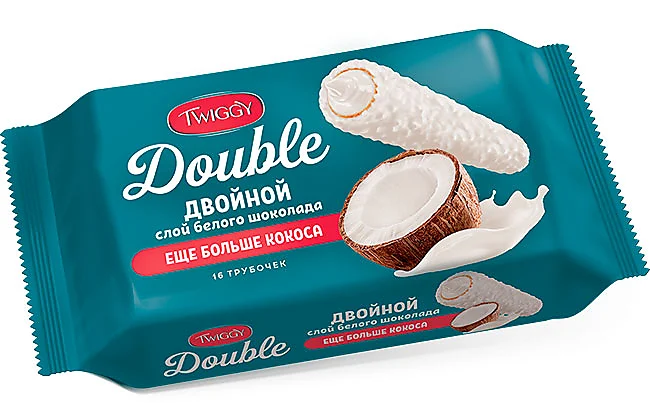 TWIGGY
Double
ДВОЙНОЙ
слой белого шоколада
ЕЩЕ БОЛЬШЕ КОКОСА
16 ТРУБОЧЕК
TWIGGY
Double
ДВОЙНОЙ
слой белого шоколада
ЕЩЕ БОЛЬШЕ КОКОСА